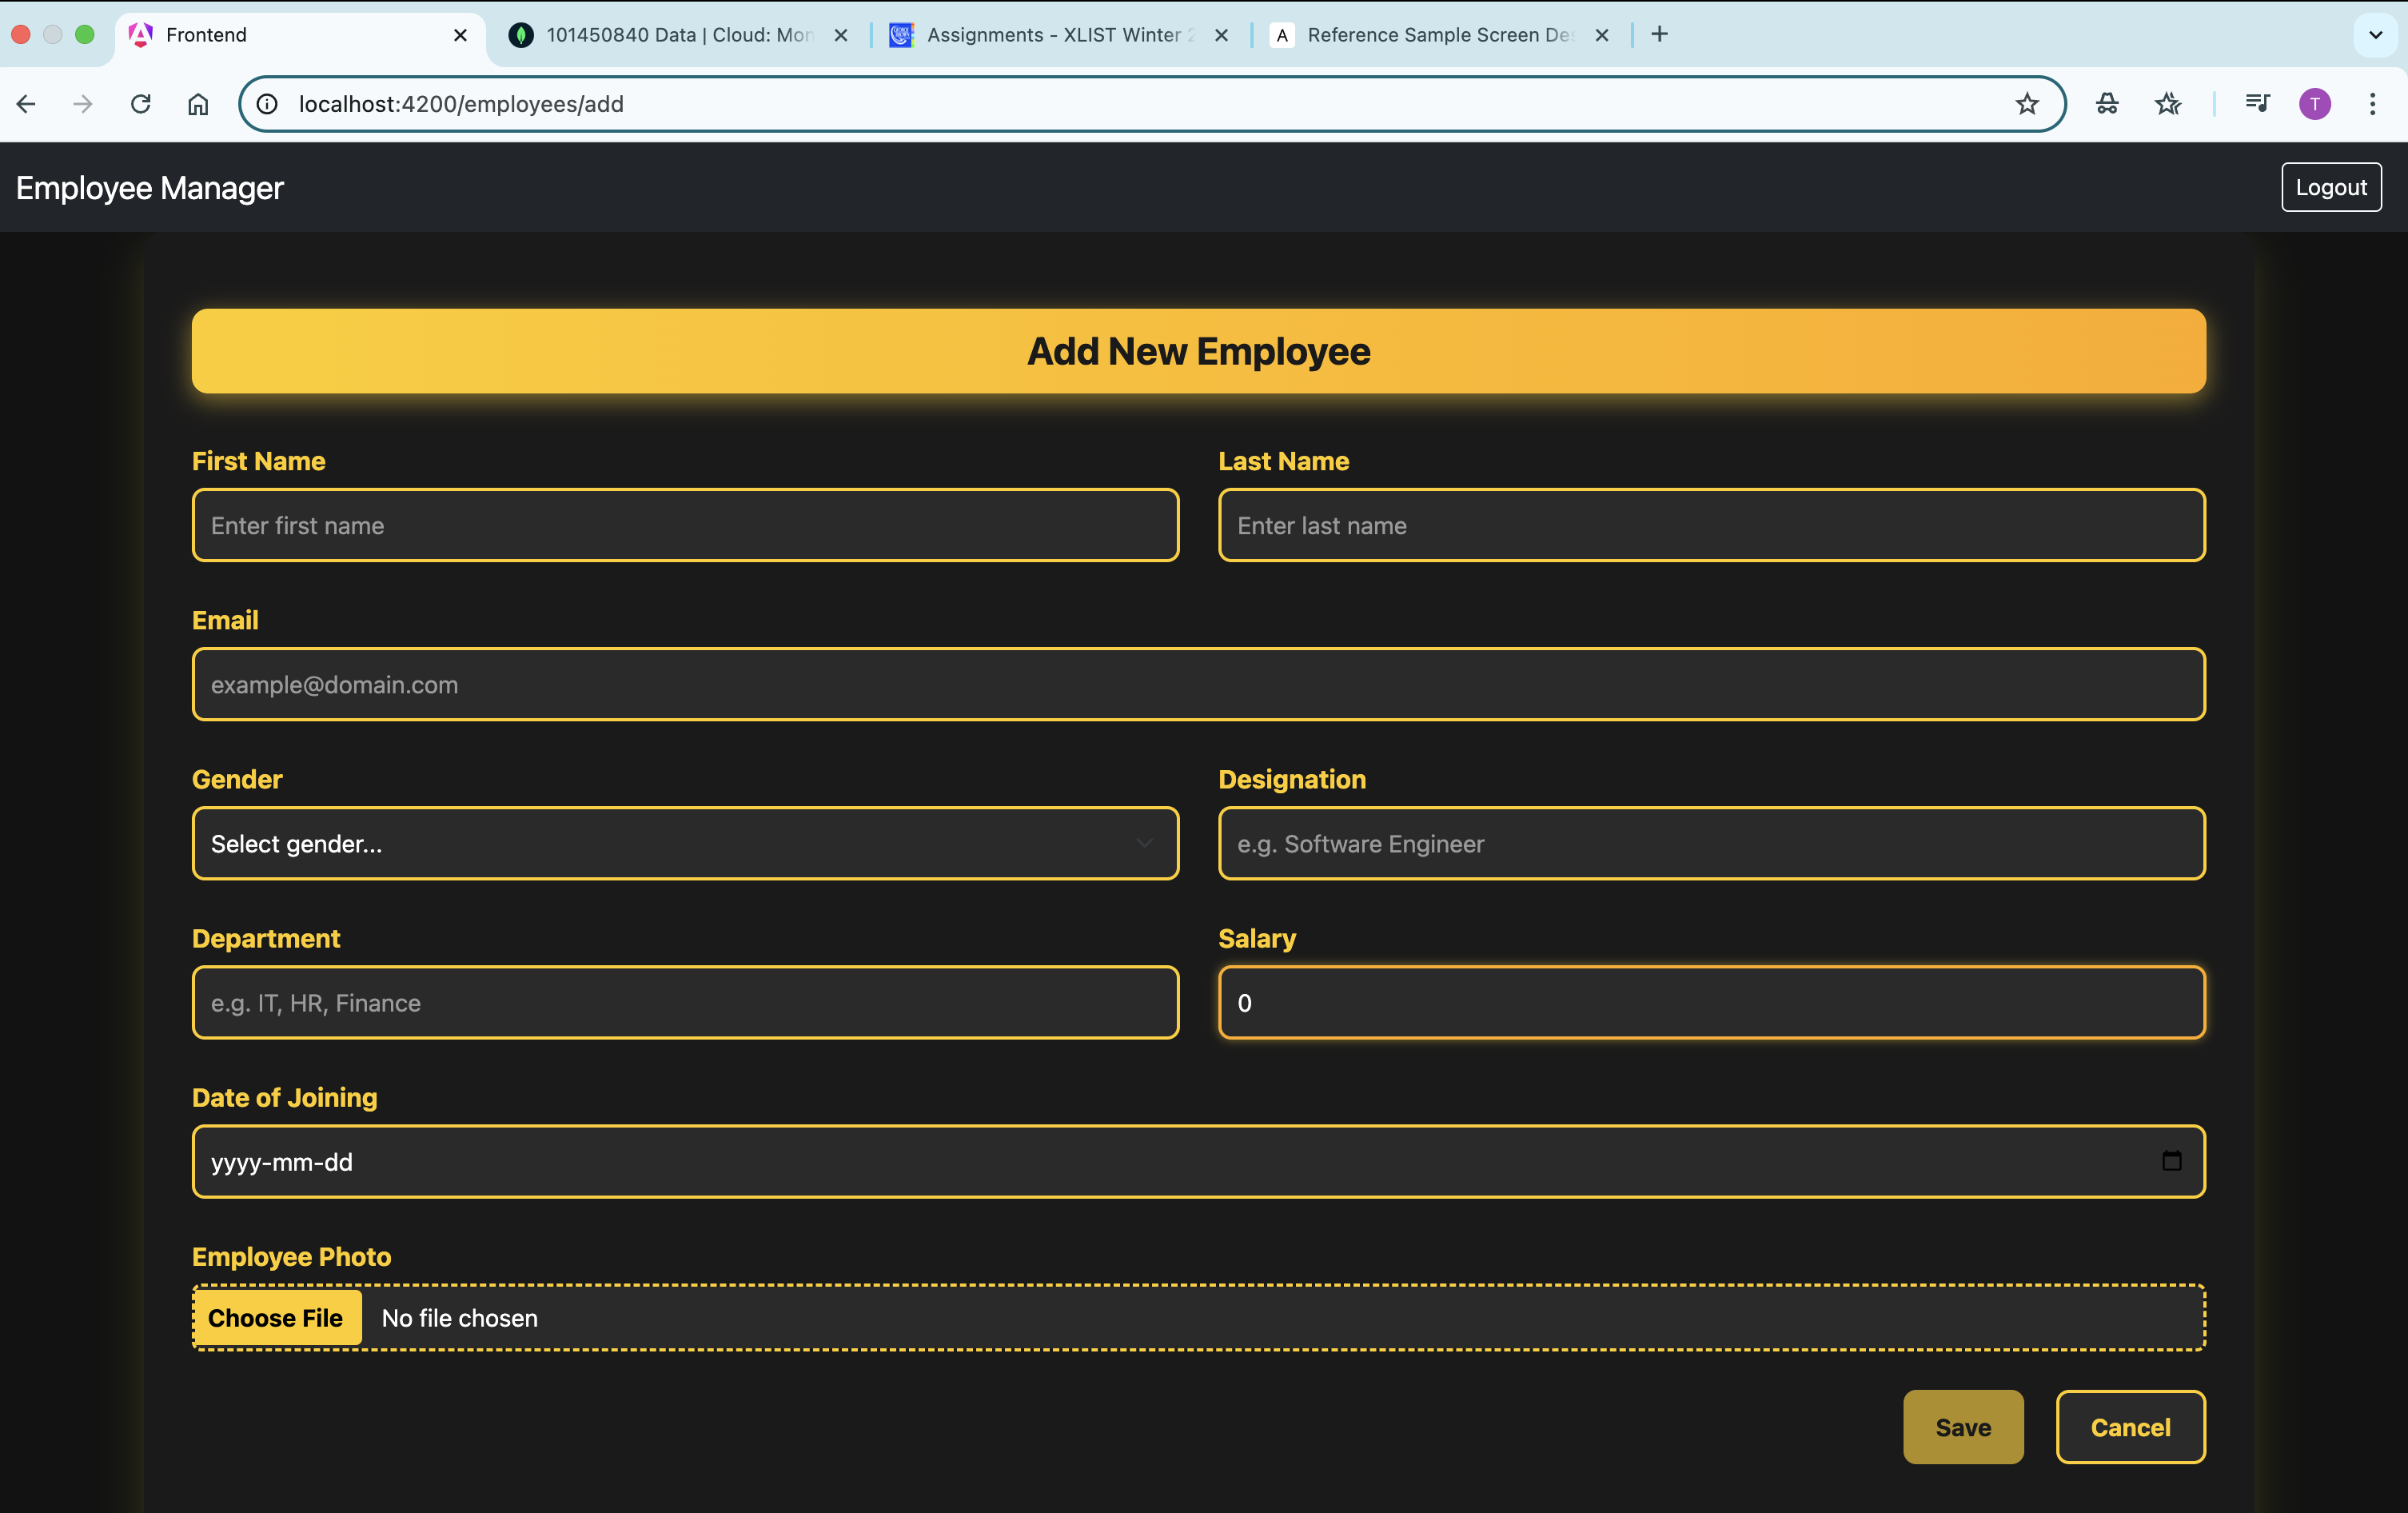 Frontend
101450840 Data | Cloud: Mon
Assignments - XLIST Winter 2
A
Reference Sample Screen Des
localhost:4200/employees/add
T
Employee Manager
Logout
Add New Employee
First Name
Last Name
Enter first name
Enter last name
Email
example@domain.com
Gender
Designation
Select gender...
e.g. Software Engineer
Department
Salary
e.g. IT, HR, Finance
0
Date of Joining
yyyy-mm-dd
Employee Photo
Choose File No file chosen
Save
Cancel